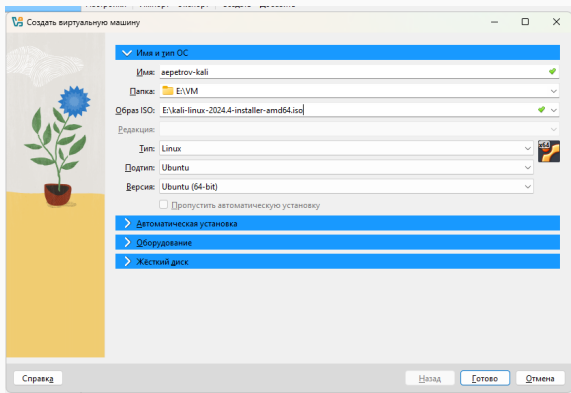 Создать виртуальную машину
Имя и тип ОС
Имя: aepetrov-kali
Папка: E:\VM
Образ ISO: E:\kali-linux-2024.4-installer-amd64.iso
Редакция:
Тип: Linux
x64
Подтип: Ubuntu
Версия: Ubuntu (64-bit)
Пропустить автоматическую установку
Автоматическая установка
Оборудование
Жёсткий диск
Справка
Назад Готово Отмена